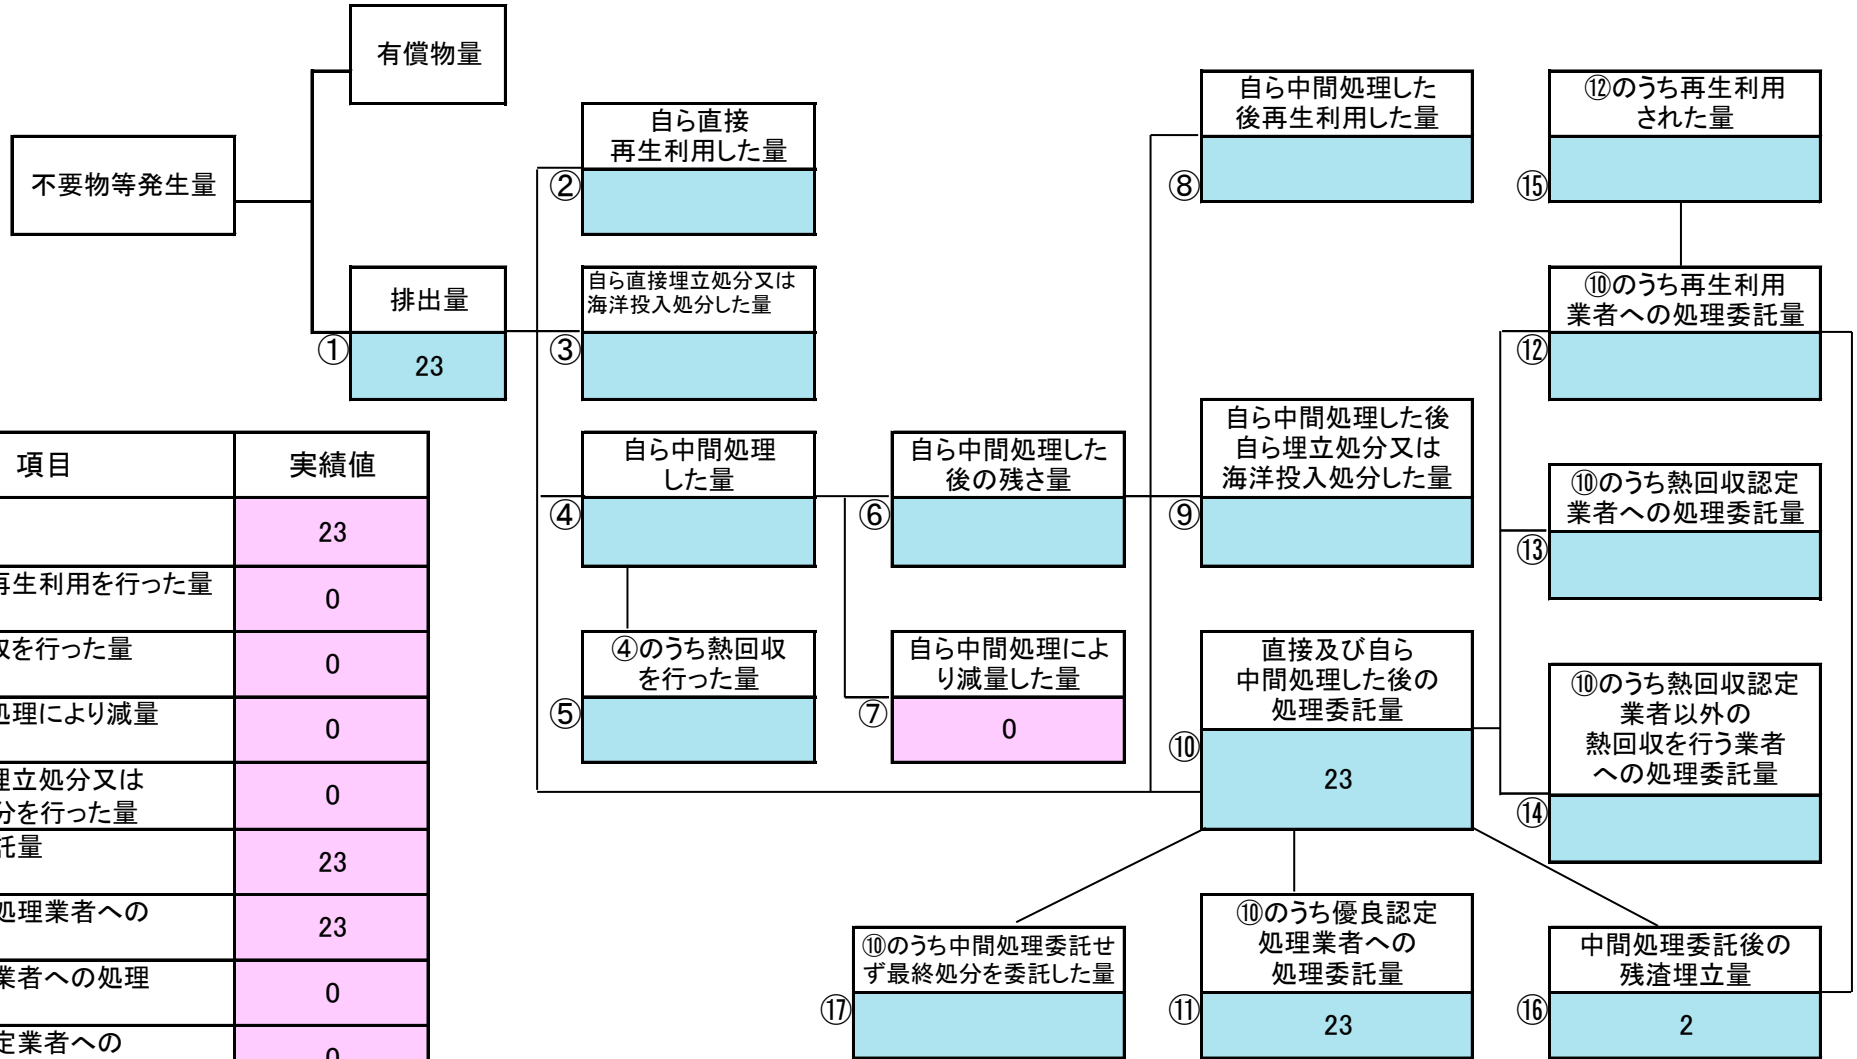 有償物量
不要物等発生量
排出量
①
23
自ら直接
再生利用した量
②
自ら直接埋立処分又は
海洋投入処分した量
③
自ら中間処理
した量
④
④のうち熱回収
を行った量
⑤
自ら中間処理した
後の残さ量
⑥
自ら中間処理によ
り減量した量
⑦
0
自ら中間処理した
後再生利用した量
⑧
自ら中間処理した後
自ら埋立処分又は
海洋投入処分した量
⑨
直接及び自ら
中間処理した後の
処理委託量
⑩
23
⑫のうち再生利用
された量
⑮
⑩のうち再生利用
業者への処理委託量
⑫
⑩のうち熱回収認定
業者への処理委託量
⑬
⑩のうち熱回収認定
業者以外の
熱回収を行う業者
への処理委託量
⑭
⑩のうち中間処理委託せ
ず最終処分を委託した量
⑰
⑩のうち優良認定
処理業者への
処理委託量
⑪
23
中間処理委託後の
残渣埋立量
⑯
2
項目 実績値
23
再生利用を行った量 0
を行った量 0
処理により減量 0
埋立処分又は
分を行った量 0
託量 23
処理業者への 23
業者への処理 0
定業者への 0